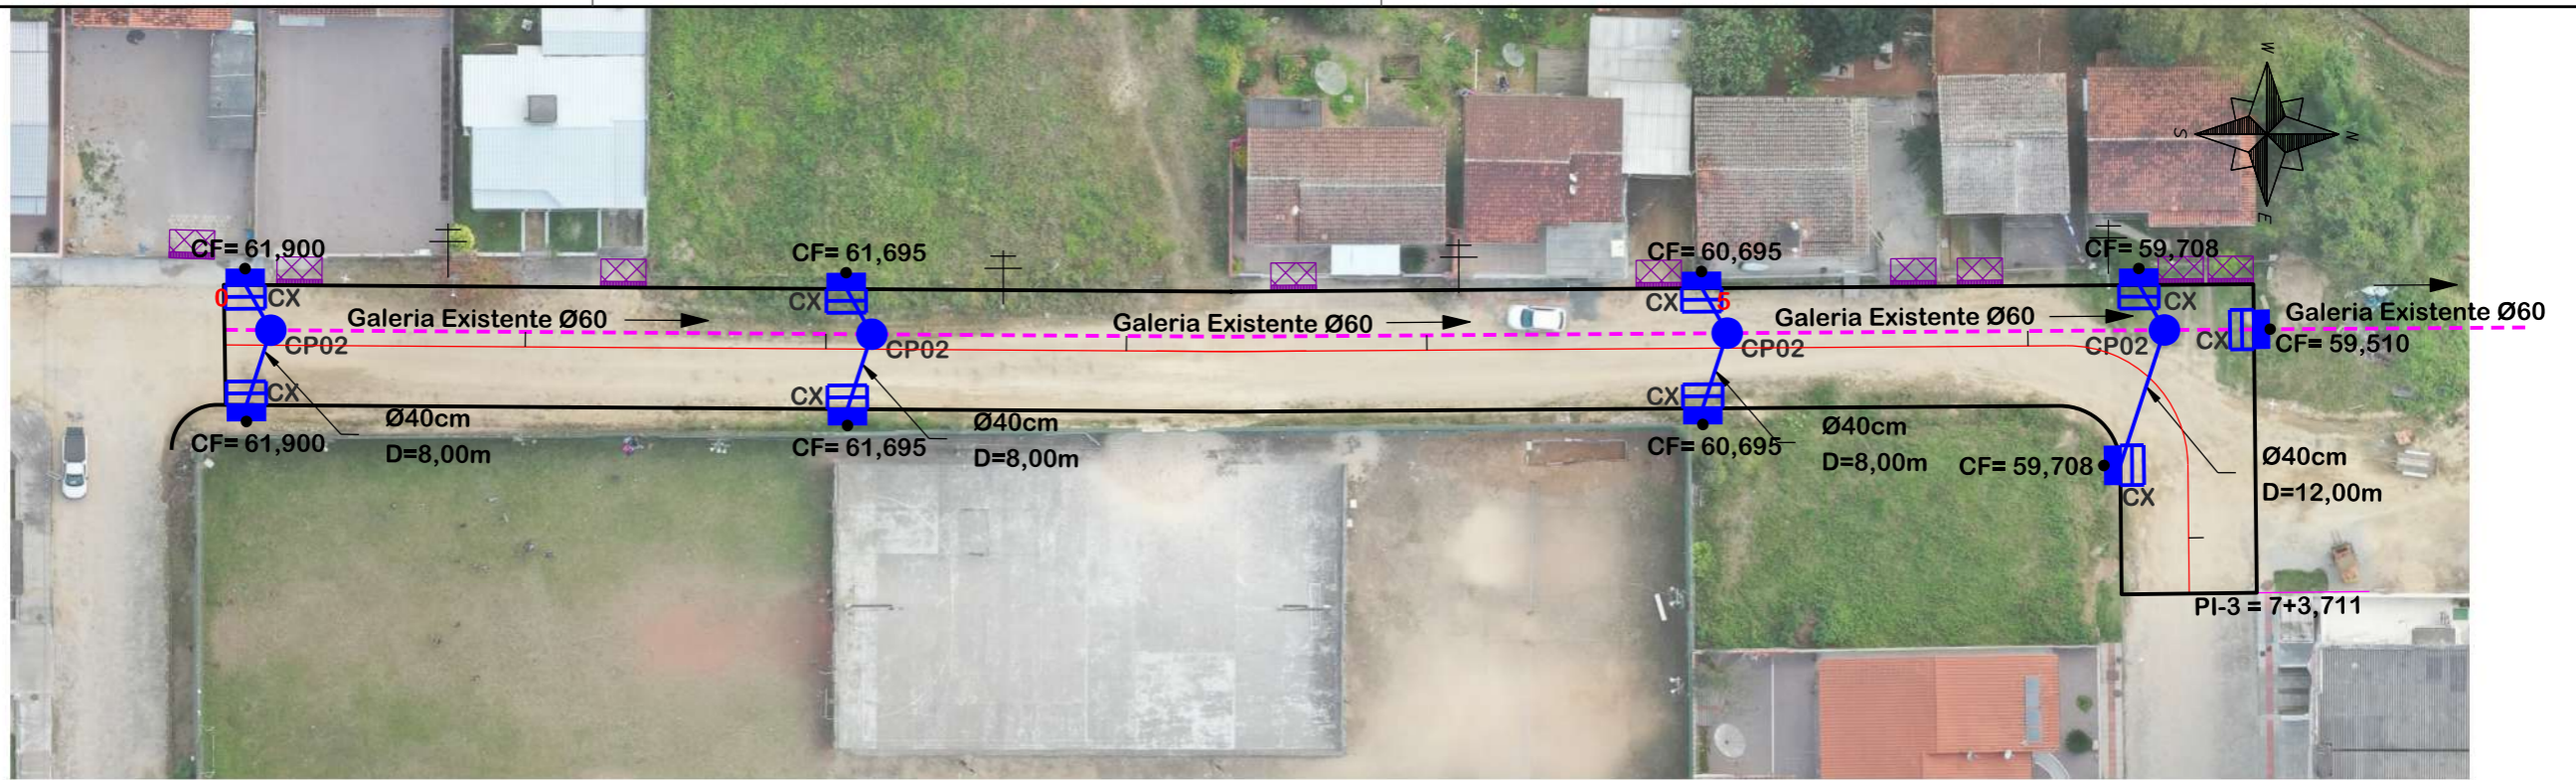 W
S
N
E
CF= 61,900
CF= 61,695
CF= 60,695
CF= 59,708
0
CX
CX
CX
5
CX
Galeria Existente Ø60
Galeria Existente Ø60
Galeria Existente Ø60
Galeria Existente Ø60
CP02
CP02
CP02
CP02
CX
CF= 59,510
CX
CX
CX
CF= 61,900
Ø40cm
D=8,00m
CF= 61,695
Ø40cm
D=8,00m
CF= 60,695
Ø40cm
D=8,00m
CF= 59,708
CX
Ø40cm
D=12,00m
PI-3 = 7+3,711